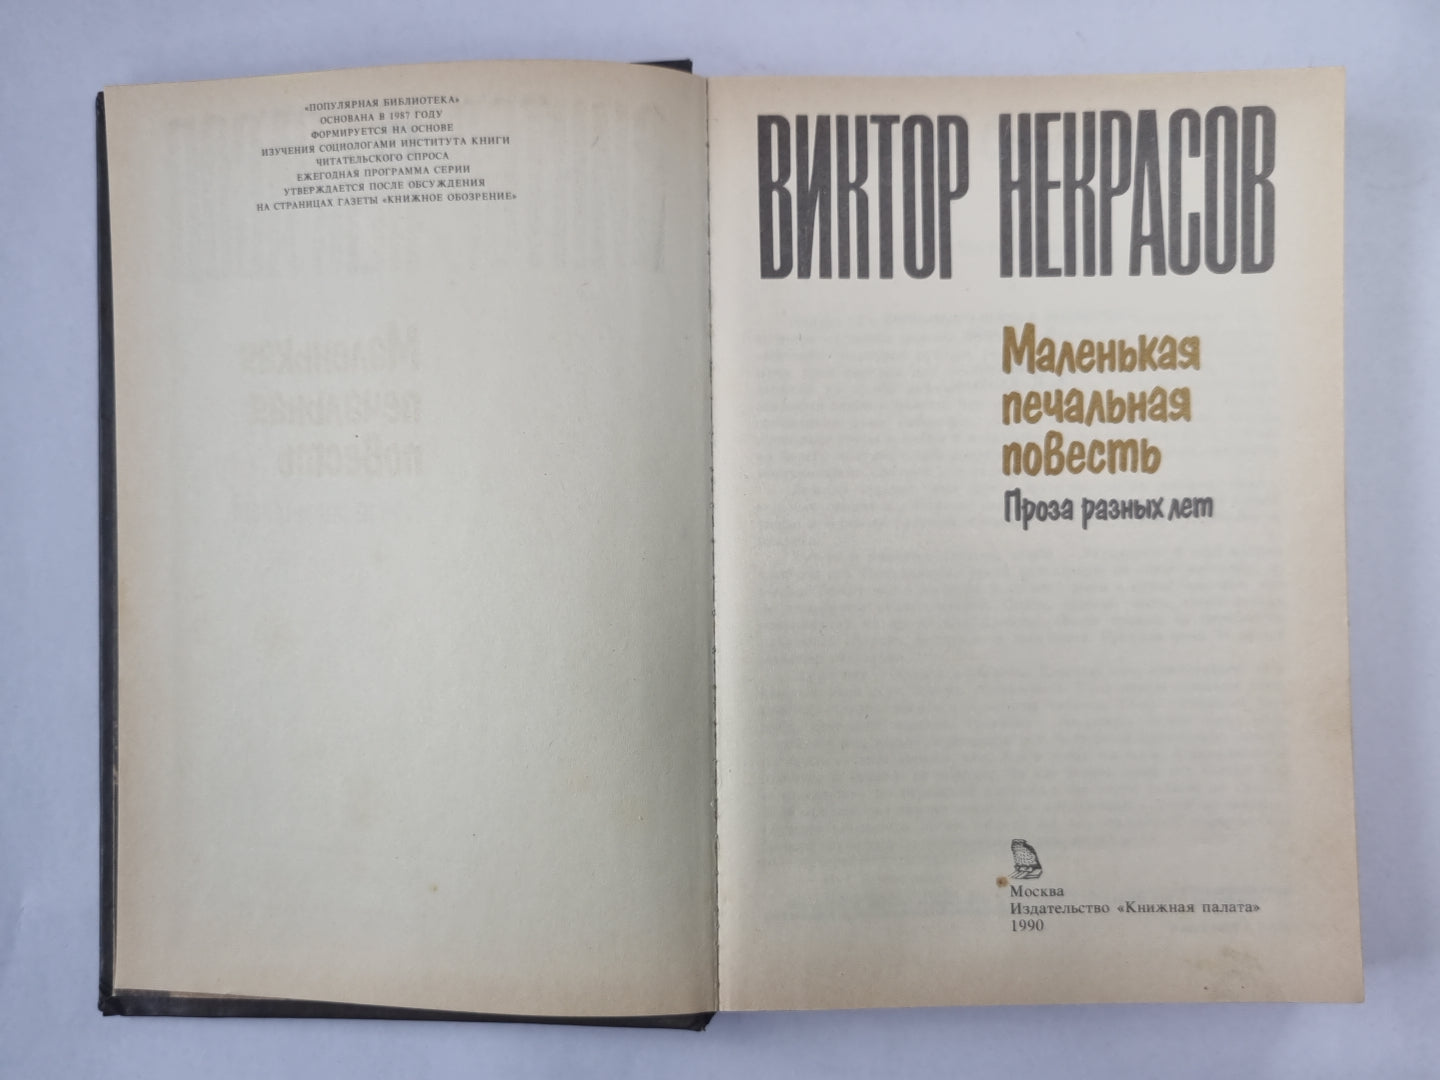 «ПОПУЛЯРНАЯ БИБЛИОТЕКА»
ОСНОВАНА В 1987 ГОДУ
ФОРМИРУЕТСЯ НА ОСНОВЕ
ИЗУЧЕНИЯ СОЦИОЛОГАМИ ИНСТИТУТА КНИГИ
ЧИТАТЕЛЬСКОГО СПРОСА
ЕЖЕГОДНАЯ ПРОГРАММА СЕРИИ
УТВЕРЖДАЕТСЯ ПОСЛЕ ОБСУЖДЕНИЯ
НА СТРАНИЦАХ ГАЗЕТЫ «КНИЖНОЕ ОБОЗРЕНИЕ»
ВИКТОР НЕКРАСОВ
Маленькая
печальная
повесть
Проза разных лет
Москва
Издательство «Книжная палата»
1990